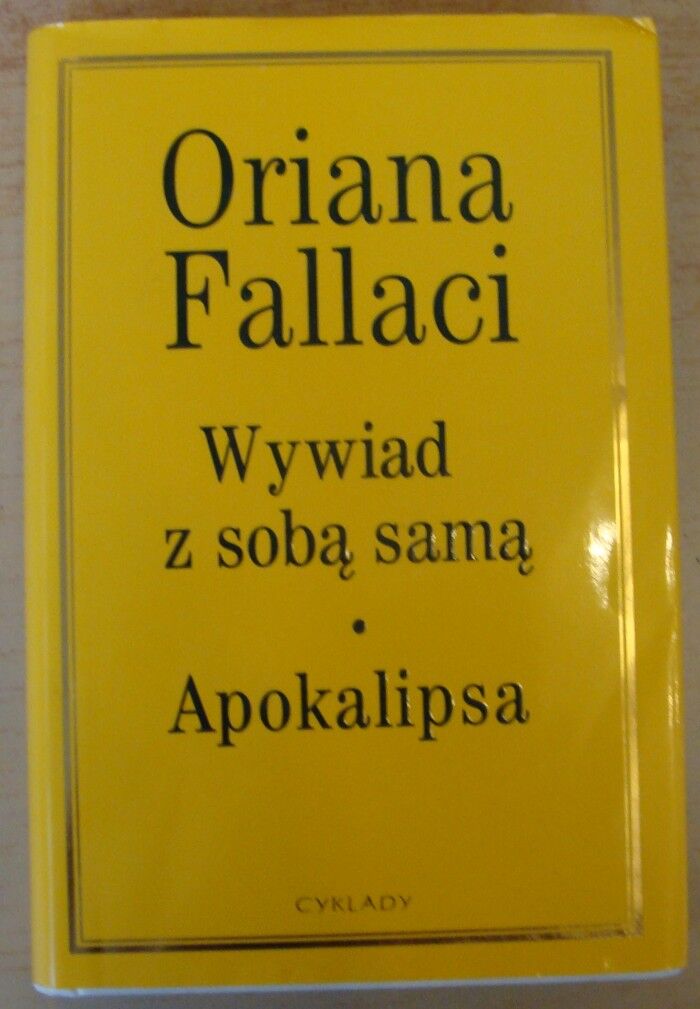 Oriana
Fallaci
Wywiad
z sobą samą
•
Apokalipsa
CYKLADY